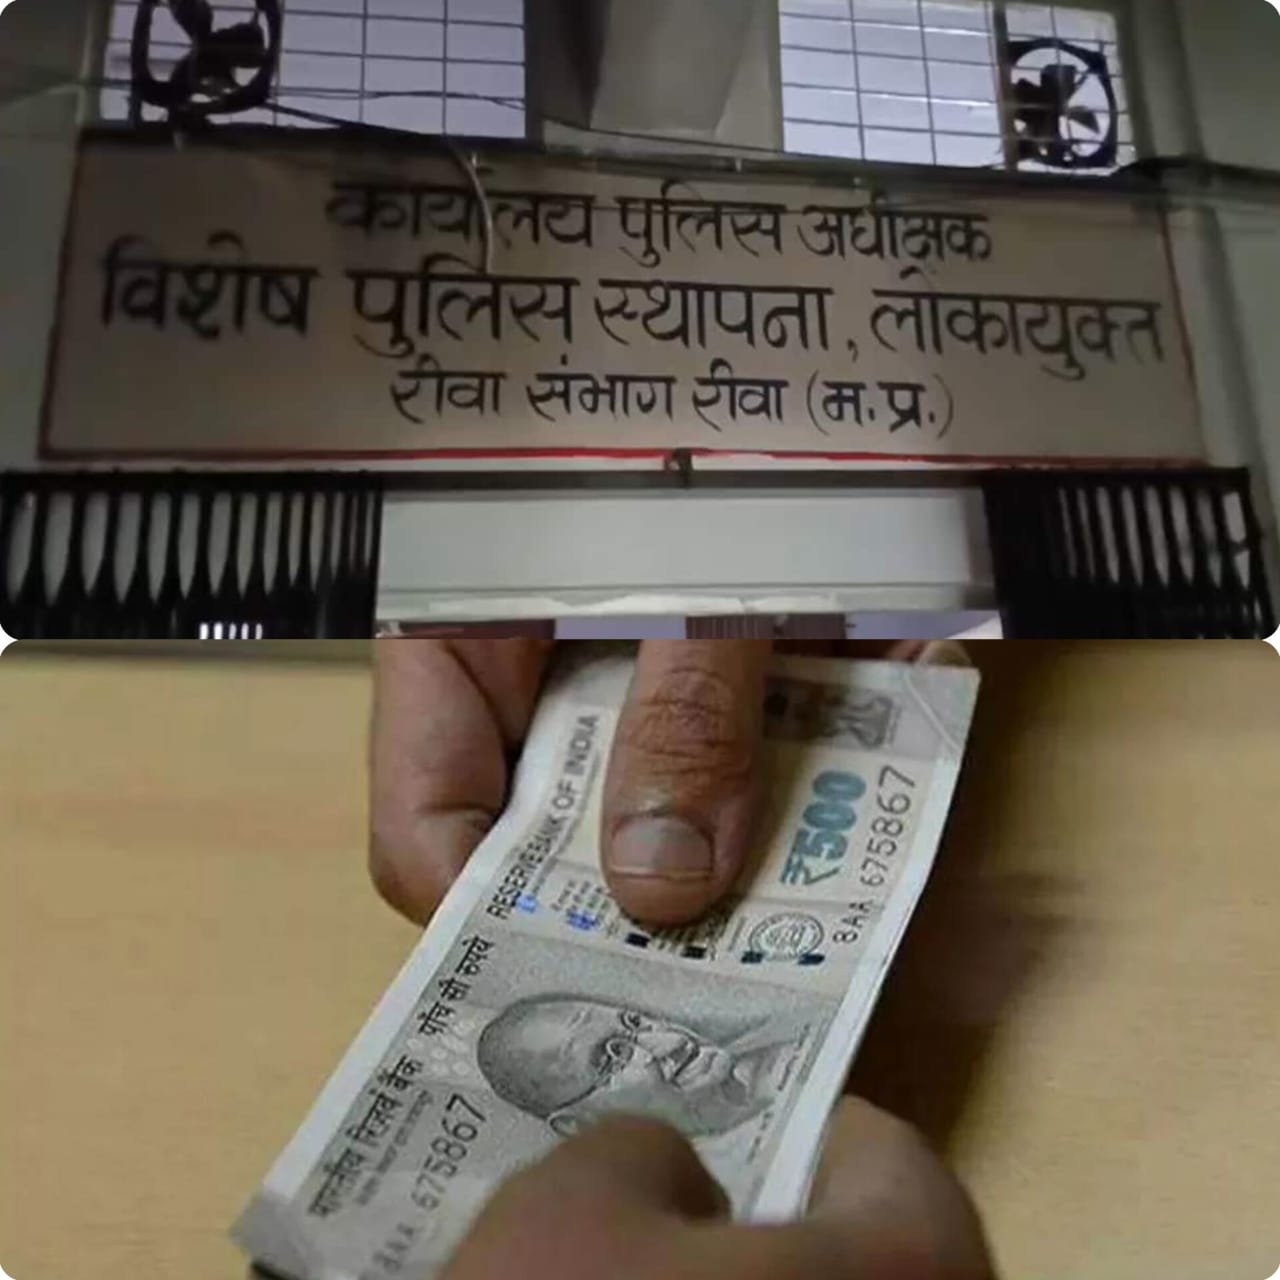 कार्यालय पुलिस अधीक्षक
विशेष पुलिस स्थापना, लोकायुक्त
रीवा संभाग रीवा (म.प्र.)
RESERVE BANK OF INDIA
₹500
8AA 675867
भारतीय रिज़र्व बैंक
पाँच सौ रुपये
8AA 675867